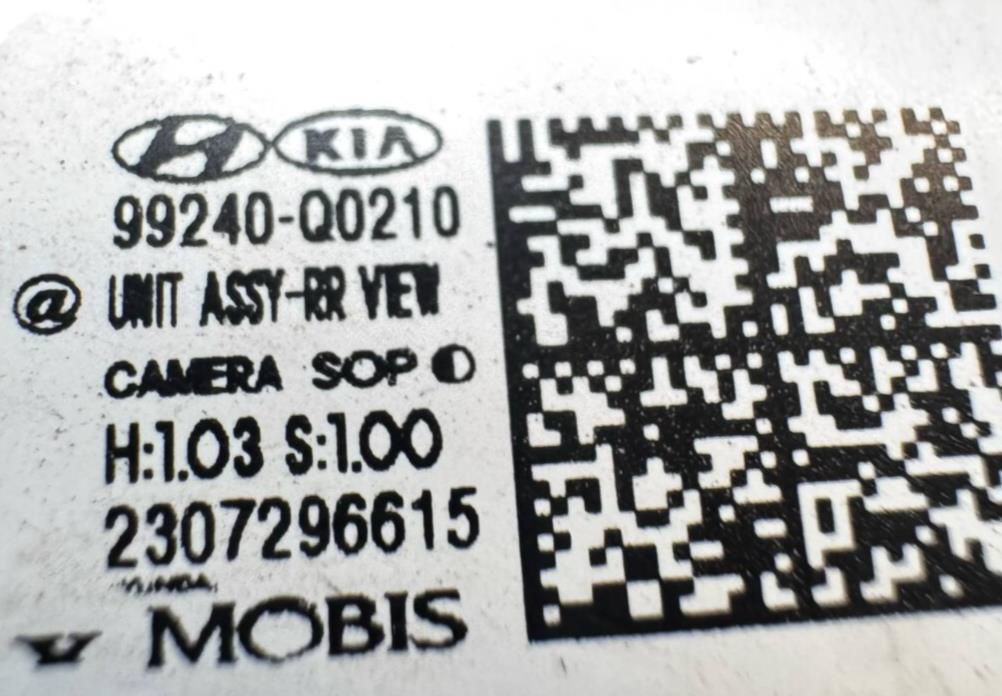 KIA
99240-Q0210
@ UNIT ASSY-RR VIEW
CAMERA SOP
H:1.03 S:1.00
2307296615
MOBIS